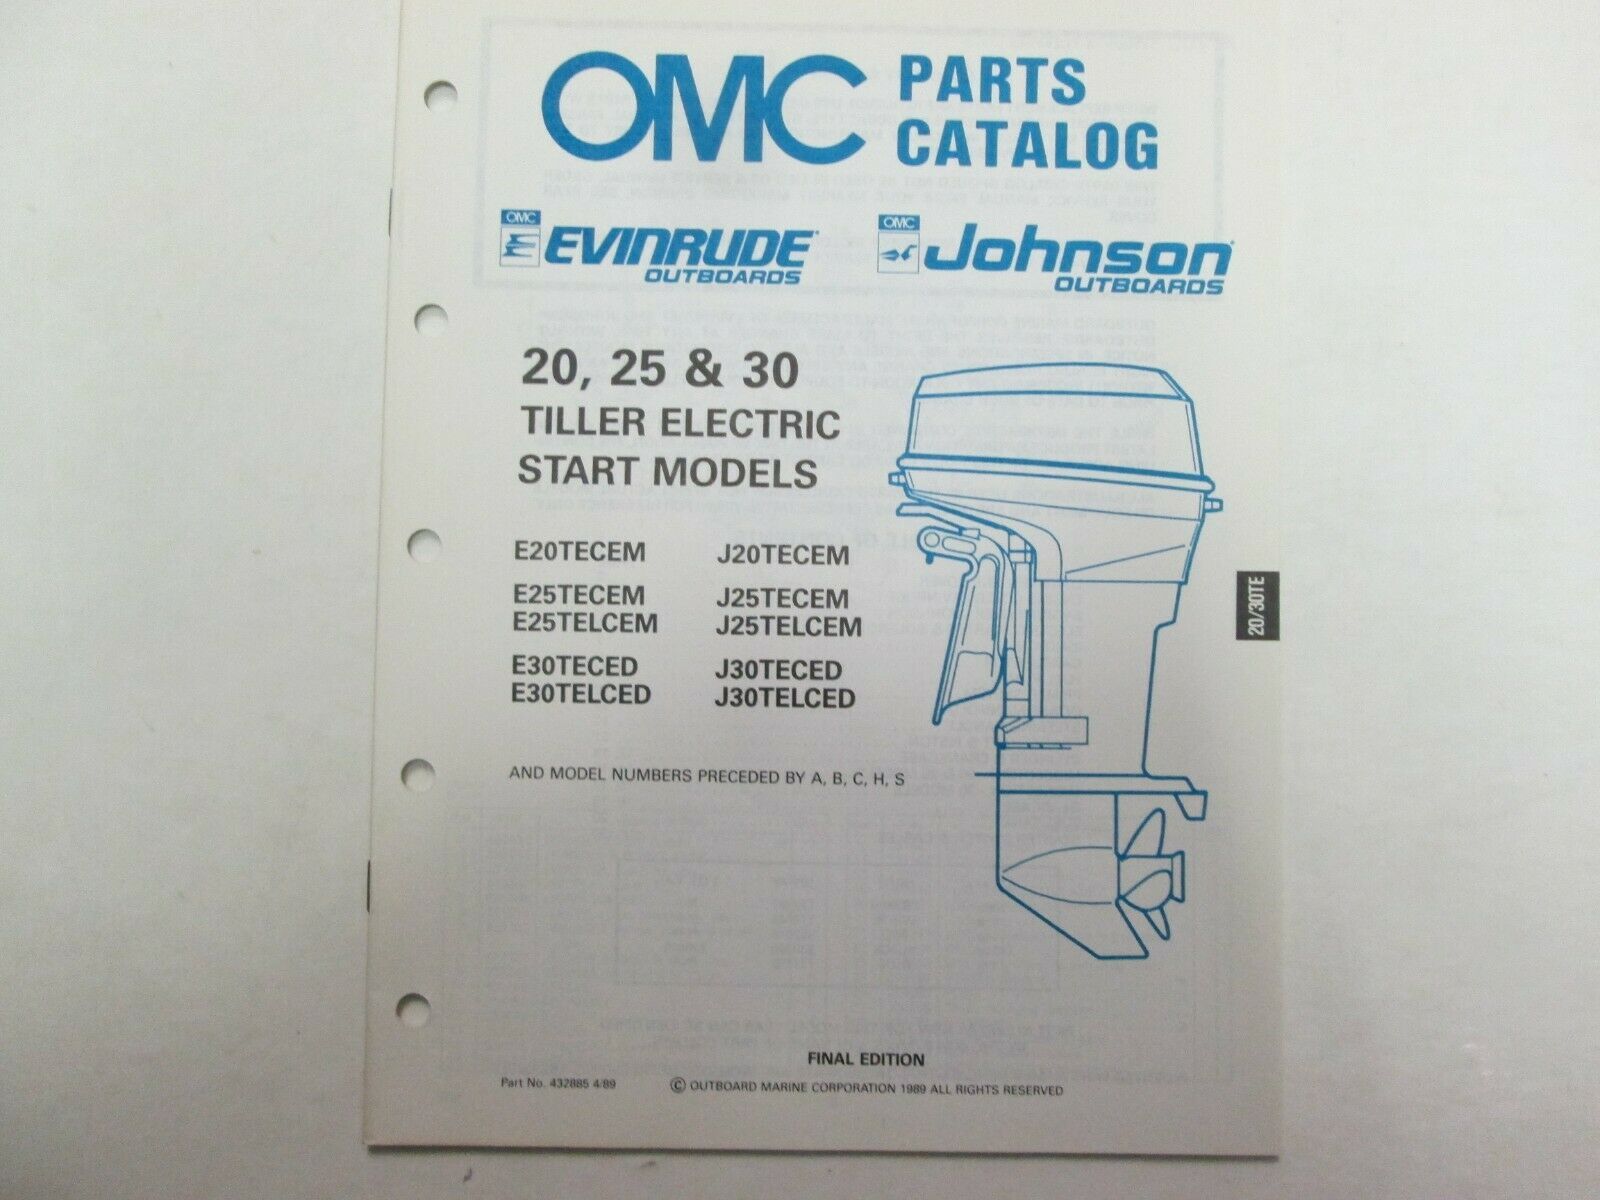 OMC PARTS
CATALOG
OMC
EVINRUDE
OUTBOARDS
OMC
Johnson
OUTBOARDS
20, 25 & 30
TILLER ELECTRIC
START MODELS
E20TECEM J20TECEM
E25TECEM J25TECEM
E25TELCEM J25TELCEM
E30TECED J30TECED
E30TELCED J30TELCED
AND MODEL NUMBERS PRECEDED BY A, B, C, H, S
20/30TE
FINAL EDITION
Part No. 432885 4/89 © OUTBOARD MARINE CORPORATION 1989 ALL RIGHTS RESERVED